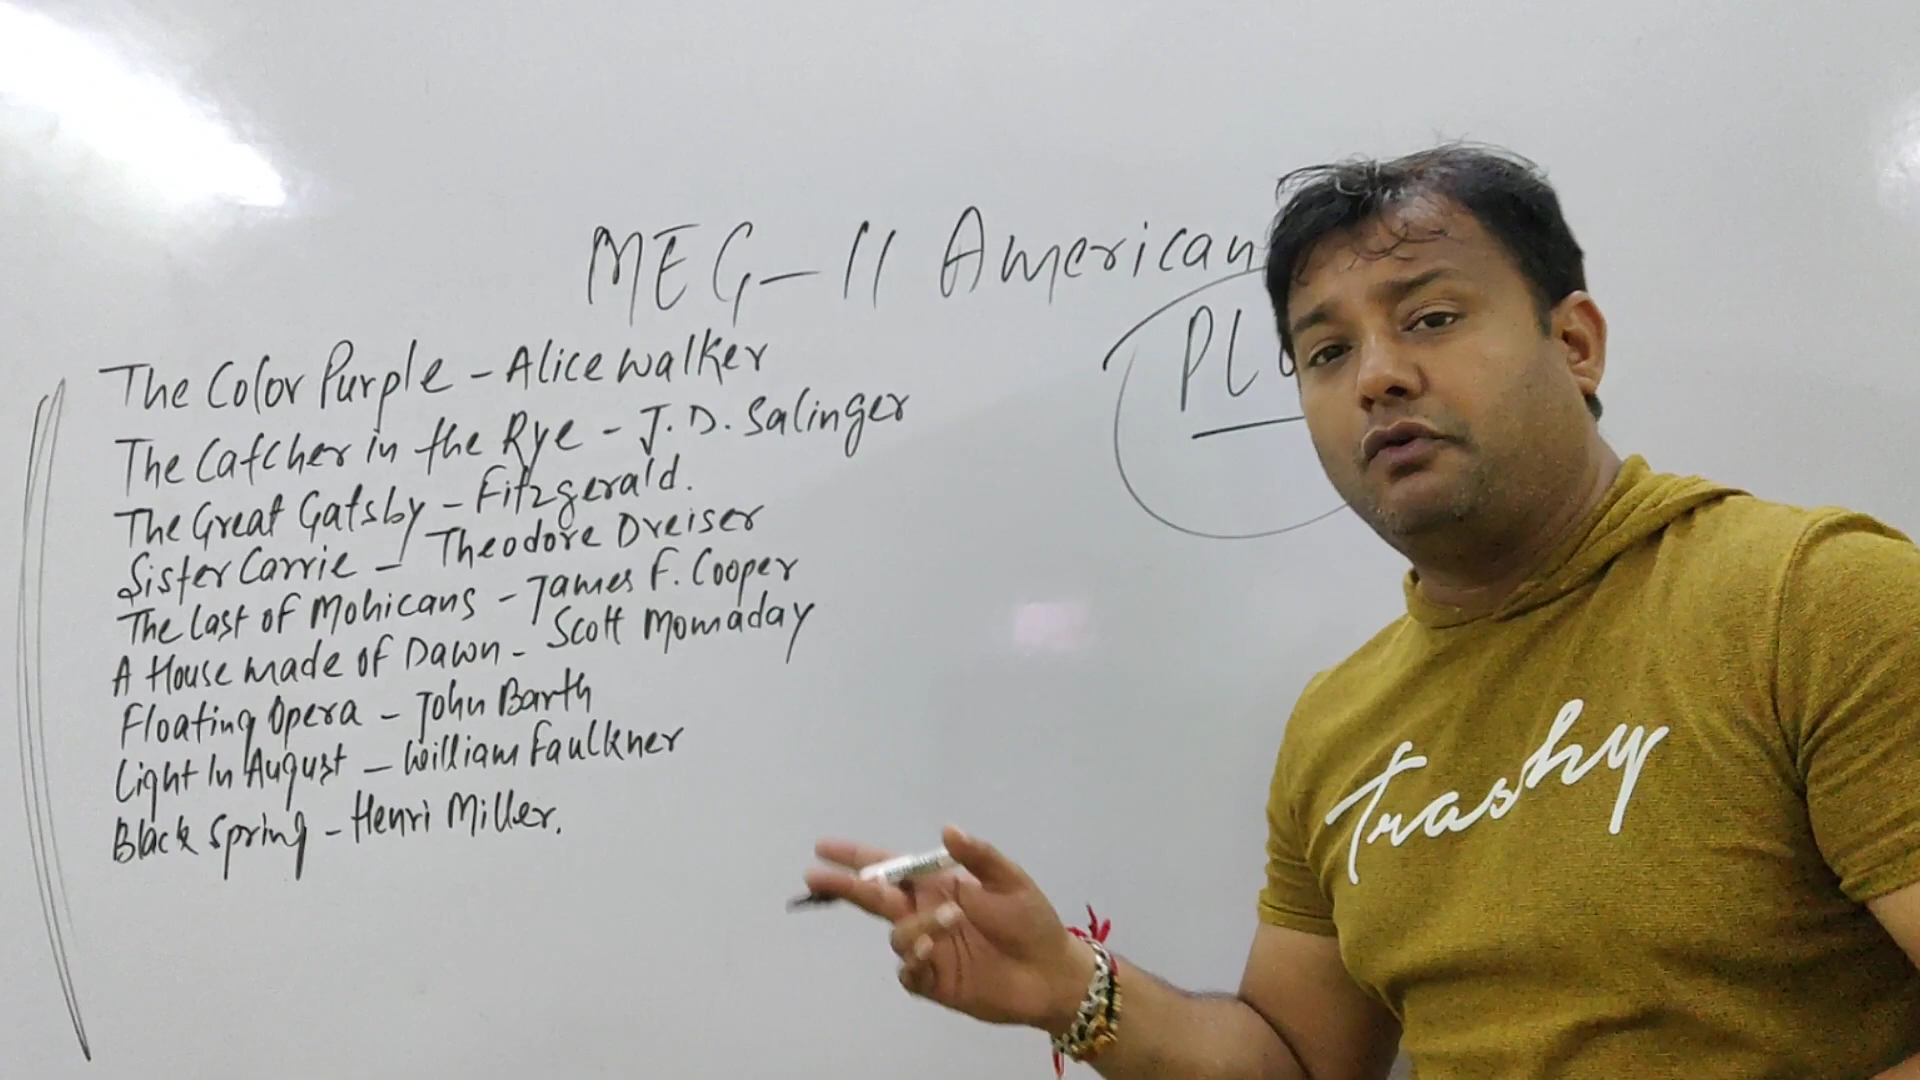 MEG-11 American
PL
The Color Purple - Alice Walker
The Catcher in the Rye - J. D. Salinger
The Great Gatsby - Fitzgerald.
Sister Carrie - Theodore Dreiser
The last of Mohicans - James F. Cooper
A House made of Dawn - Scott Momaday
Floating Opera - John Barth
Light In August - William Faulkner
Black Spring - Henri Miller.
Trashy